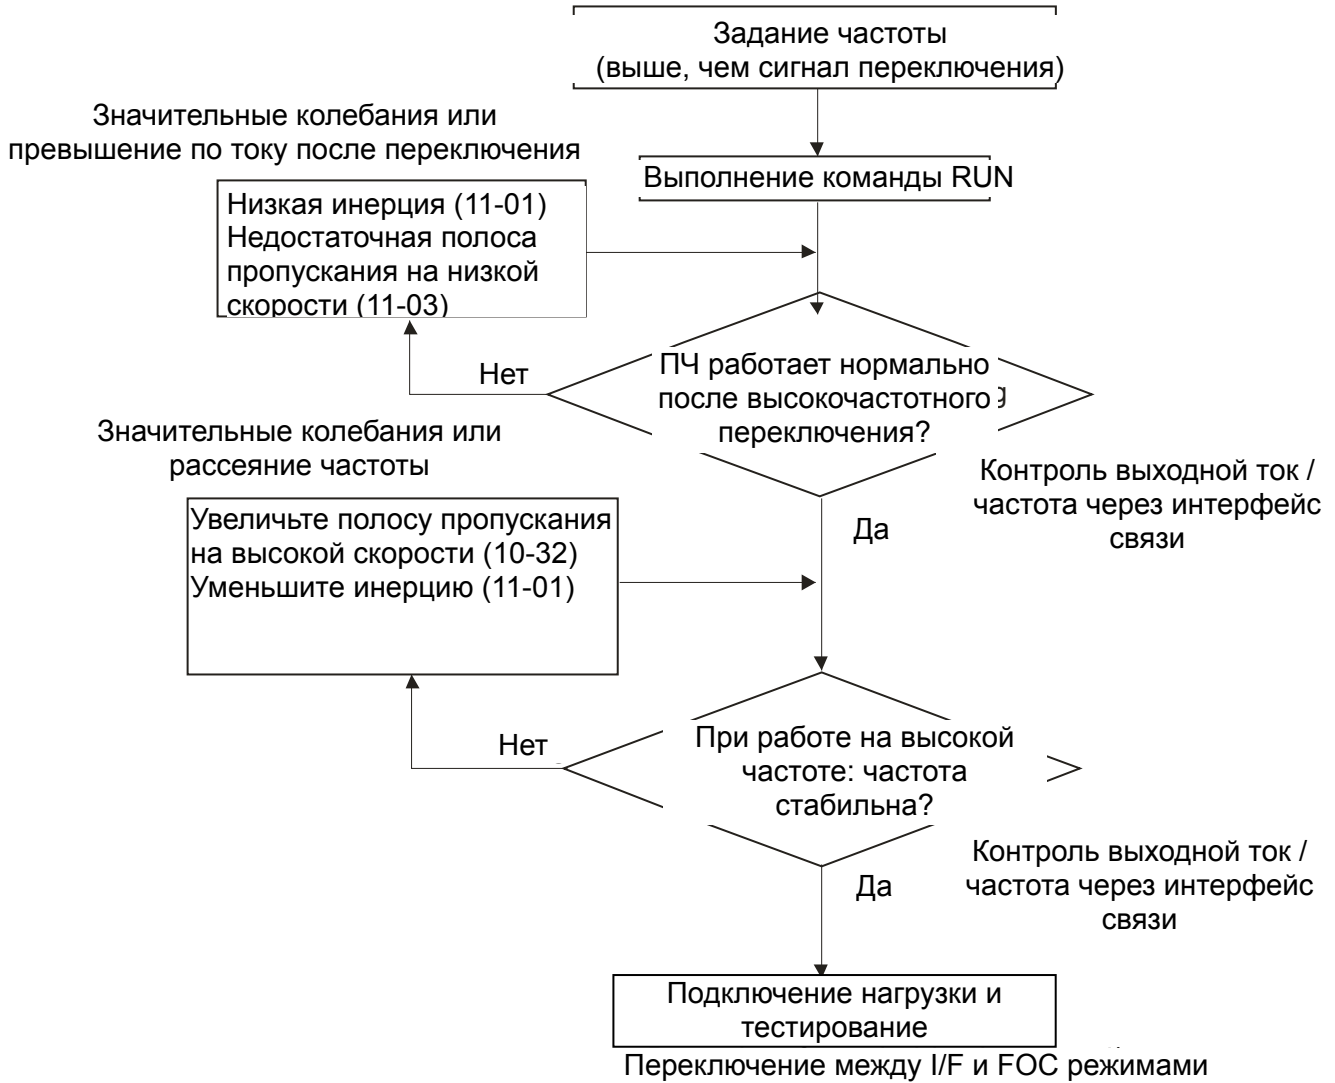 Задание частоты
(выше, чем сигнал переключения)
Значительные колебания или
превышение по току после переключения
Выполнение команды RUN
Низкая инерция (11-01)
Недостаточная полоса
пропускания на низкой
скорости (11-03)
Нет
ПЧ работает нормально
после высокочастотного
переключения?
Значительные колебания или
рассеяние частоты
Контроль выходной ток /
частота через интерфейс
связи
Да
Увеличьте полосу пропускания
на высокой скорости (10-32)
Уменьшите инерцию (11-01)
Нет
При работе на высокой
частоте: частота
стабильна?
Контроль выходной ток /
частота через интерфейс
связи
Да
Подключение нагрузки и
тестирование
Переключение между I/F и FOC режимами